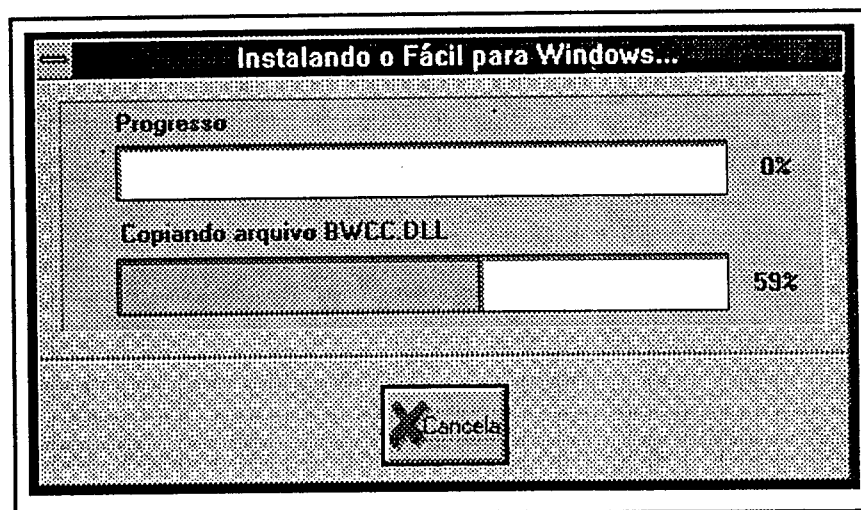 Instalando o Fácil para Windows...
Progresso
0%
Copiando arquivo BWCC.DLL
59%
Cancela